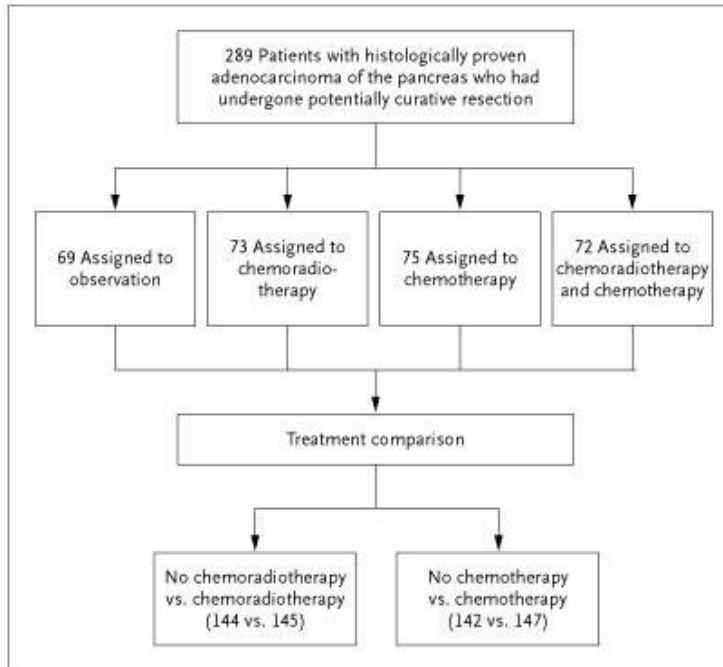 289 Patients with histologically proven
adenocarcinoma of the pancreas who had
undergone potentially curative resection
69 Assigned to
observation
73 Assigned to
chemoradio-
therapy
75 Assigned to
chemotherapy
72 Assigned to
chemoradiotherapy
and chemotherapy
Treatment comparison
No chemoradiotherapy
vs. chemoradiotherapy
(144 vs. 145)
No chemotherapy
vs. chemotherapy
(142 vs. 147)